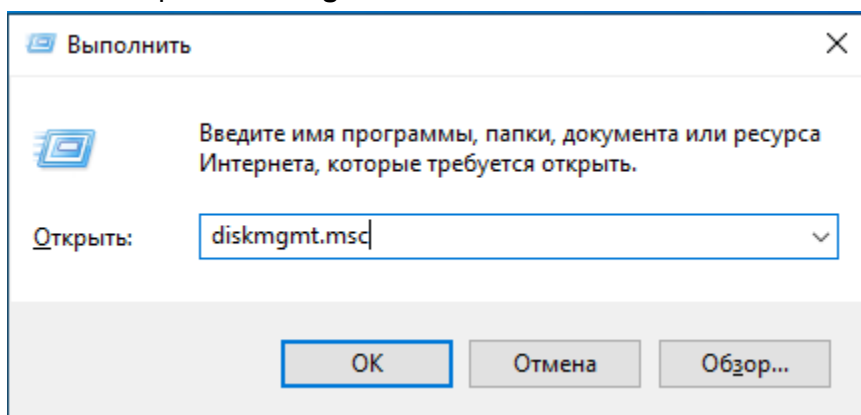 Выполнить
Введите имя программы, папки, документа или ресурса
Интернета, которые требуется открыть.
Открыть:
diskmgmt.msc
OK
Отмена
Обзор...